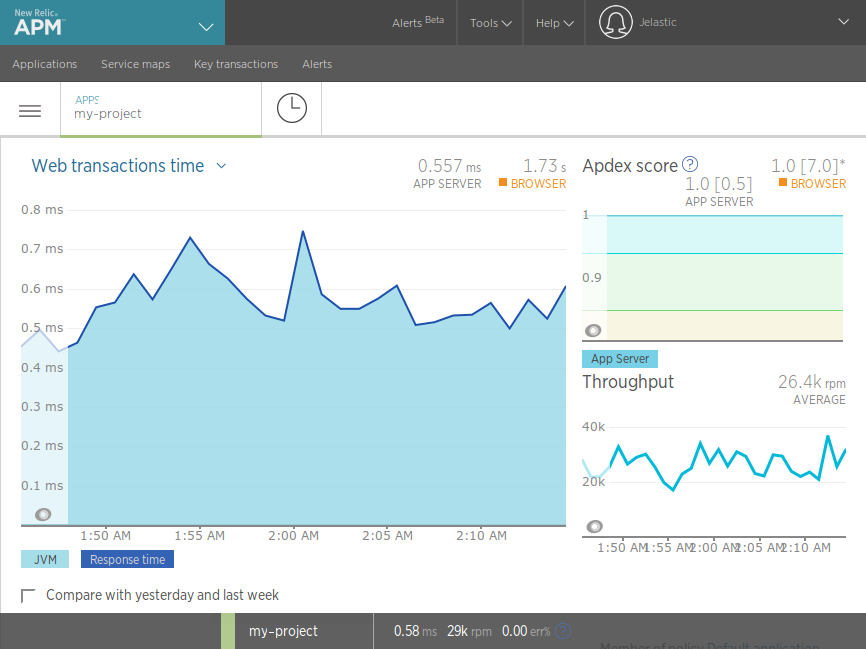 New Relic.
APM™
Alerts Beta
Tools
Help
Jelastic
Applications
Service maps
Key transactions
Alerts
APPS
my-project
Web transactions time
0.557 ms
APP SERVER
1.73 s
BROWSER
0.8 ms
0.7 ms
0.6 ms
0.5 ms
0.4 ms
0.3 ms
0.2 ms
0.1 ms
1:50 AM
1:55 AM
2:00 AM
2:05 AM
2:10 AM
JVM
Response time
Compare with yesterday and last week
Apdex score ?
1.0 [0.5]
APP SERVER
1.0 [7.0]*
BROWSER
1
0.9
App Server
Throughput
26.4k rpm
AVERAGE
40k
20k
1:50 AM
1:55 AM
2:00 AM
2:05 AM
2:10 AM
my-project
0.58 ms 29k rpm 0.00 err% ?
Member of policy Default application